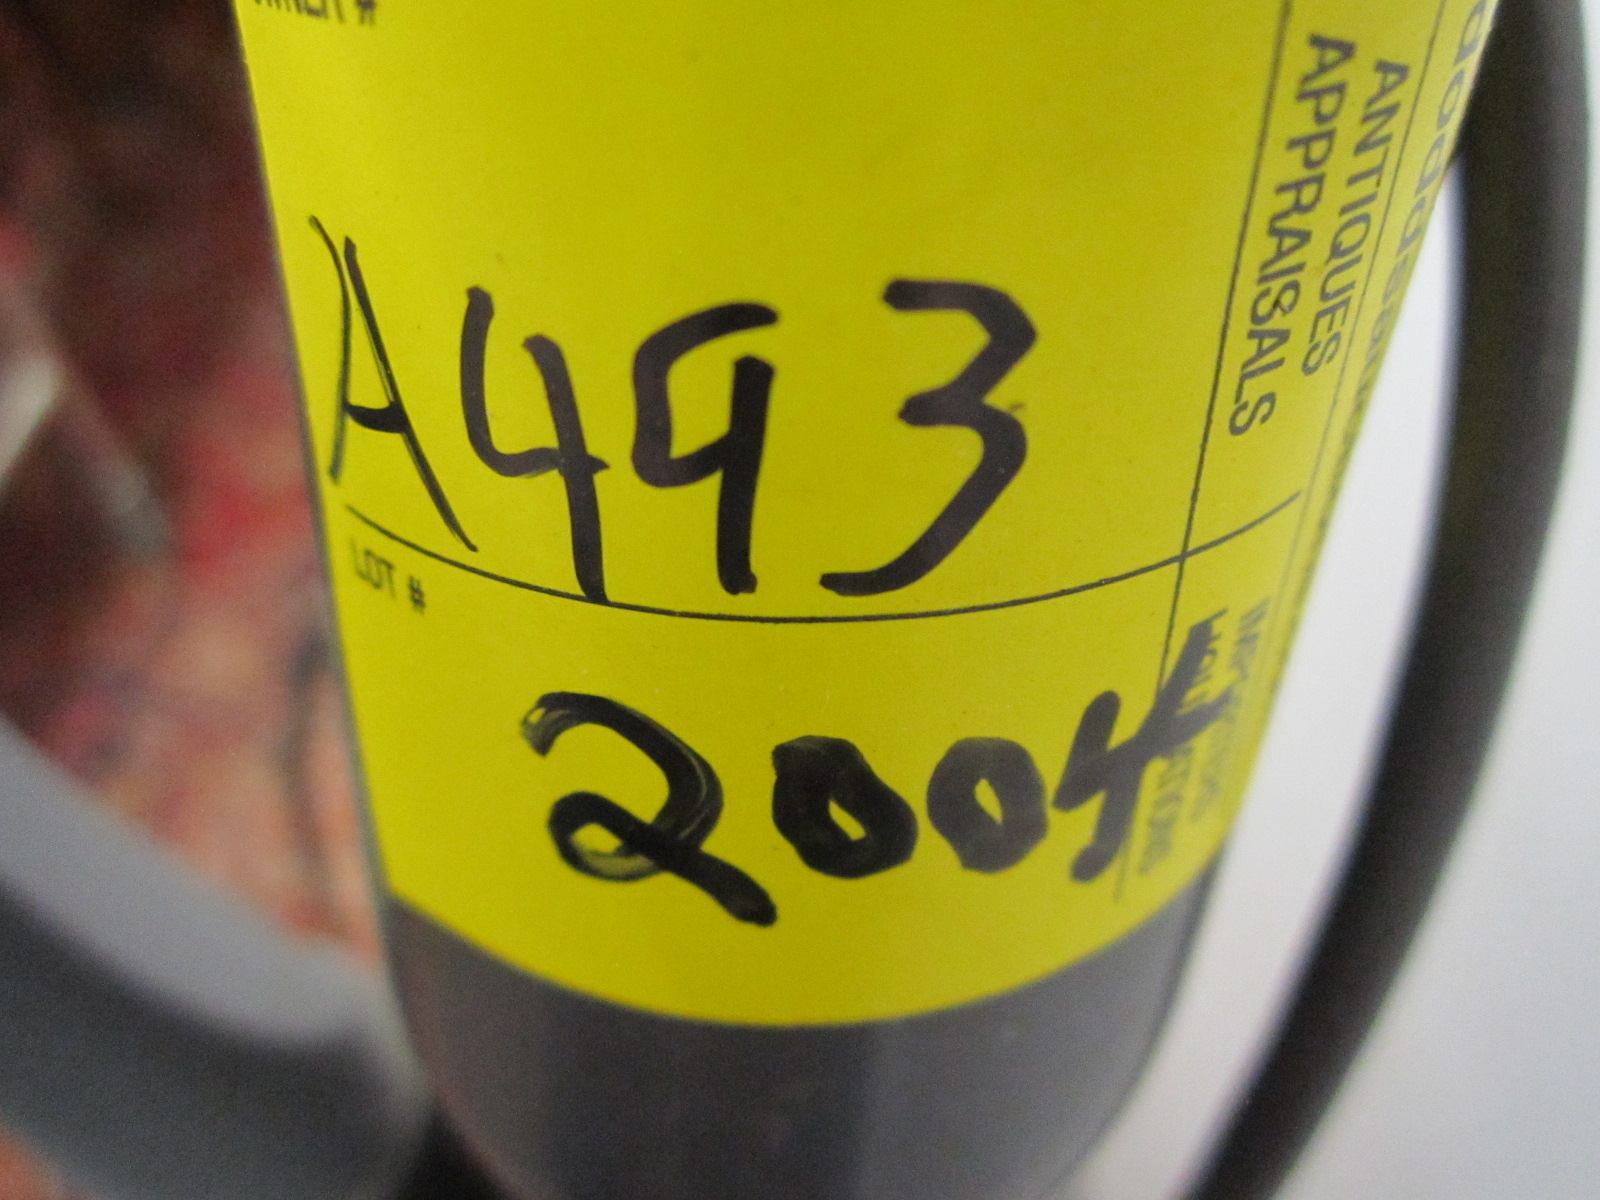 A493
LOT #
2004
ANTIQUES
APPRAISALS